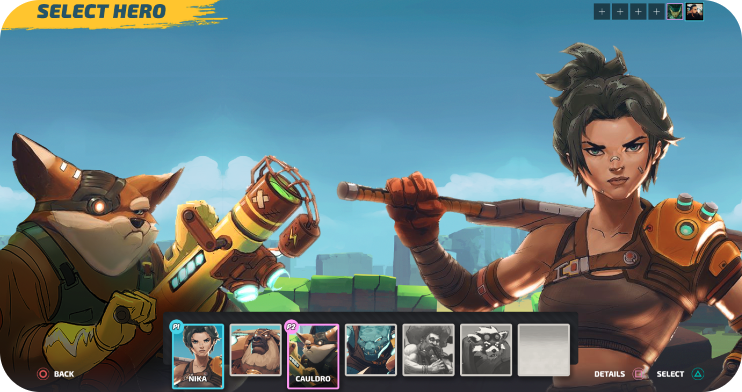 SELECT HERO
P1
NIKA
P2
CAULDRO
BACK
DETAILS
SELECT